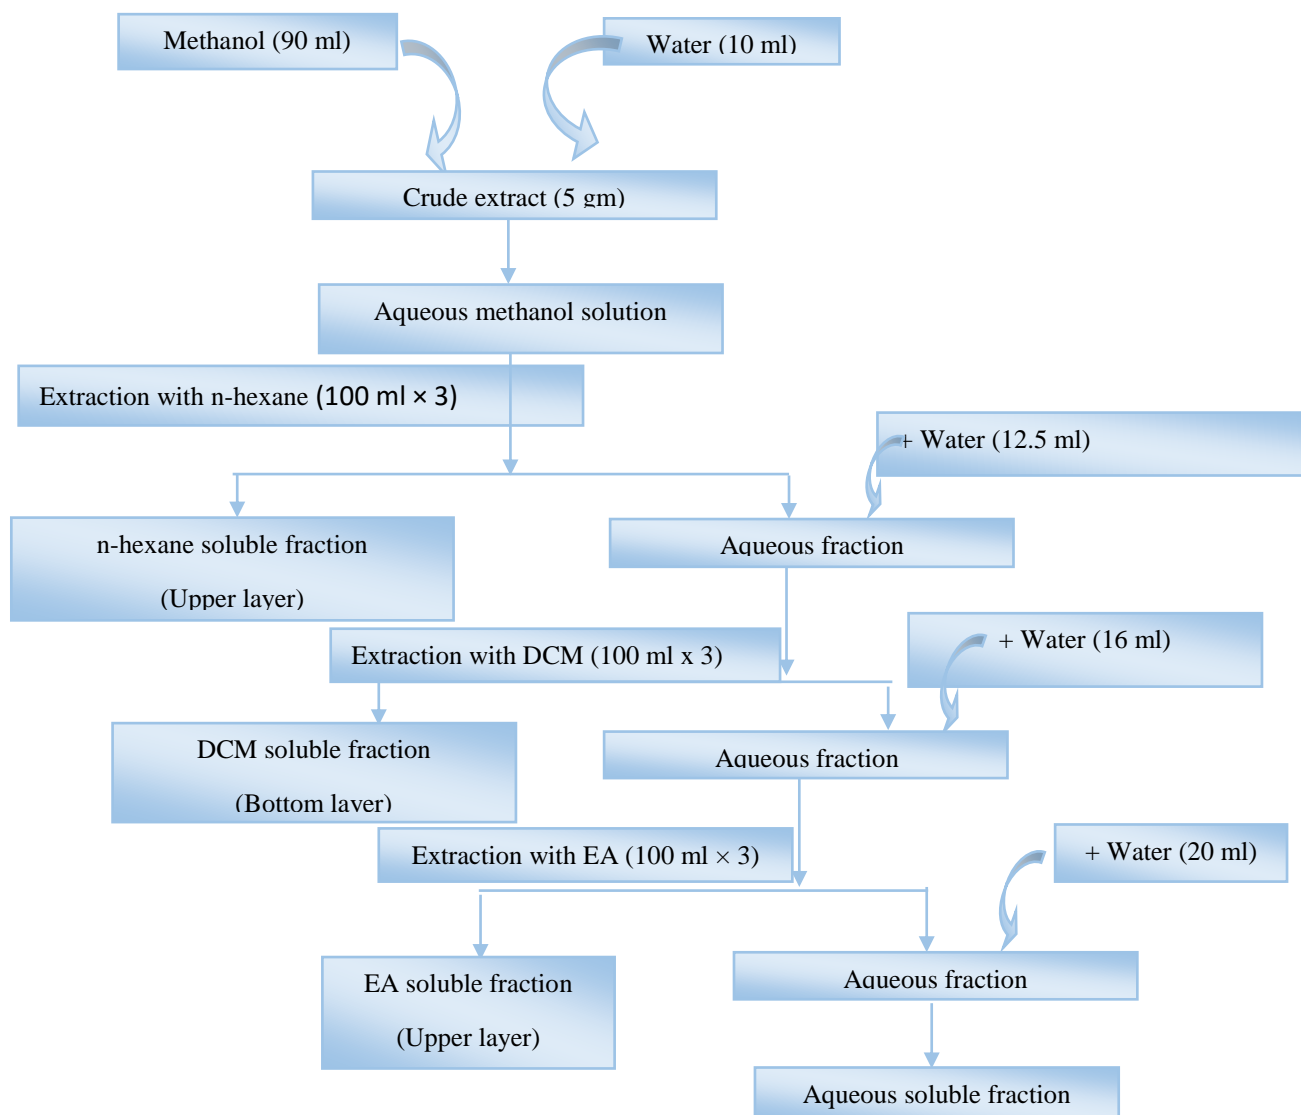 Methanol (90 ml)
Water (10 ml)
Crude extract (5 gm)
Aqueous methanol solution
Extraction with n-hexane (100 ml × 3)
+ Water (12.5 ml)
n-hexane soluble fraction
(Upper layer)
Aqueous fraction
Extraction with DCM (100 ml x 3)
+ Water (16 ml)
DCM soluble fraction
(Bottom layer)
Aqueous fraction
Extraction with EA (100 ml × 3)
+ Water (20 ml)
EA soluble fraction
(Upper layer)
Aqueous fraction
Aqueous soluble fraction